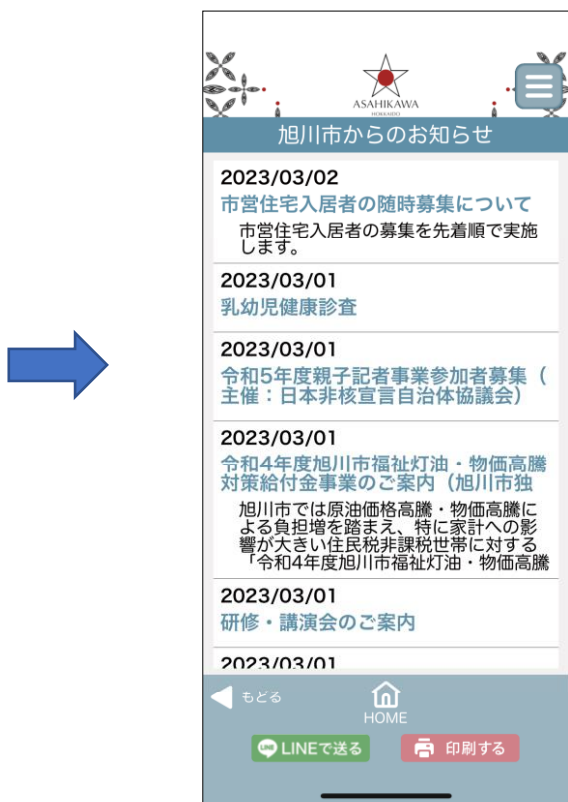 ASAHIKAWA
HOKKAIDO
旭川市からのお知らせ
2023/03/02
市営住宅入居者の随時募集について
市営住宅入居者の募集を先着順で実施
します。
2023/03/01
乳幼児健康診査
2023/03/01
令和5年度親子記者事業参加者募集（
主催：日本非核宣言自治体協議会）
2023/03/01
令和4年度旭川市福祉灯油・物価高騰
対策給付金事業のご案内（旭川市独
旭川市では原油価格高騰・物価高騰に
よる負担増を踏まえ、特に家計への影
響が大きい住民税非課税世帯に対する
「令和4年度旭川市福祉灯油・物価高騰
2023/03/01
研修・講演会のご案内
2023/03/01
もどる
HOME
LINEで送る
印刷する